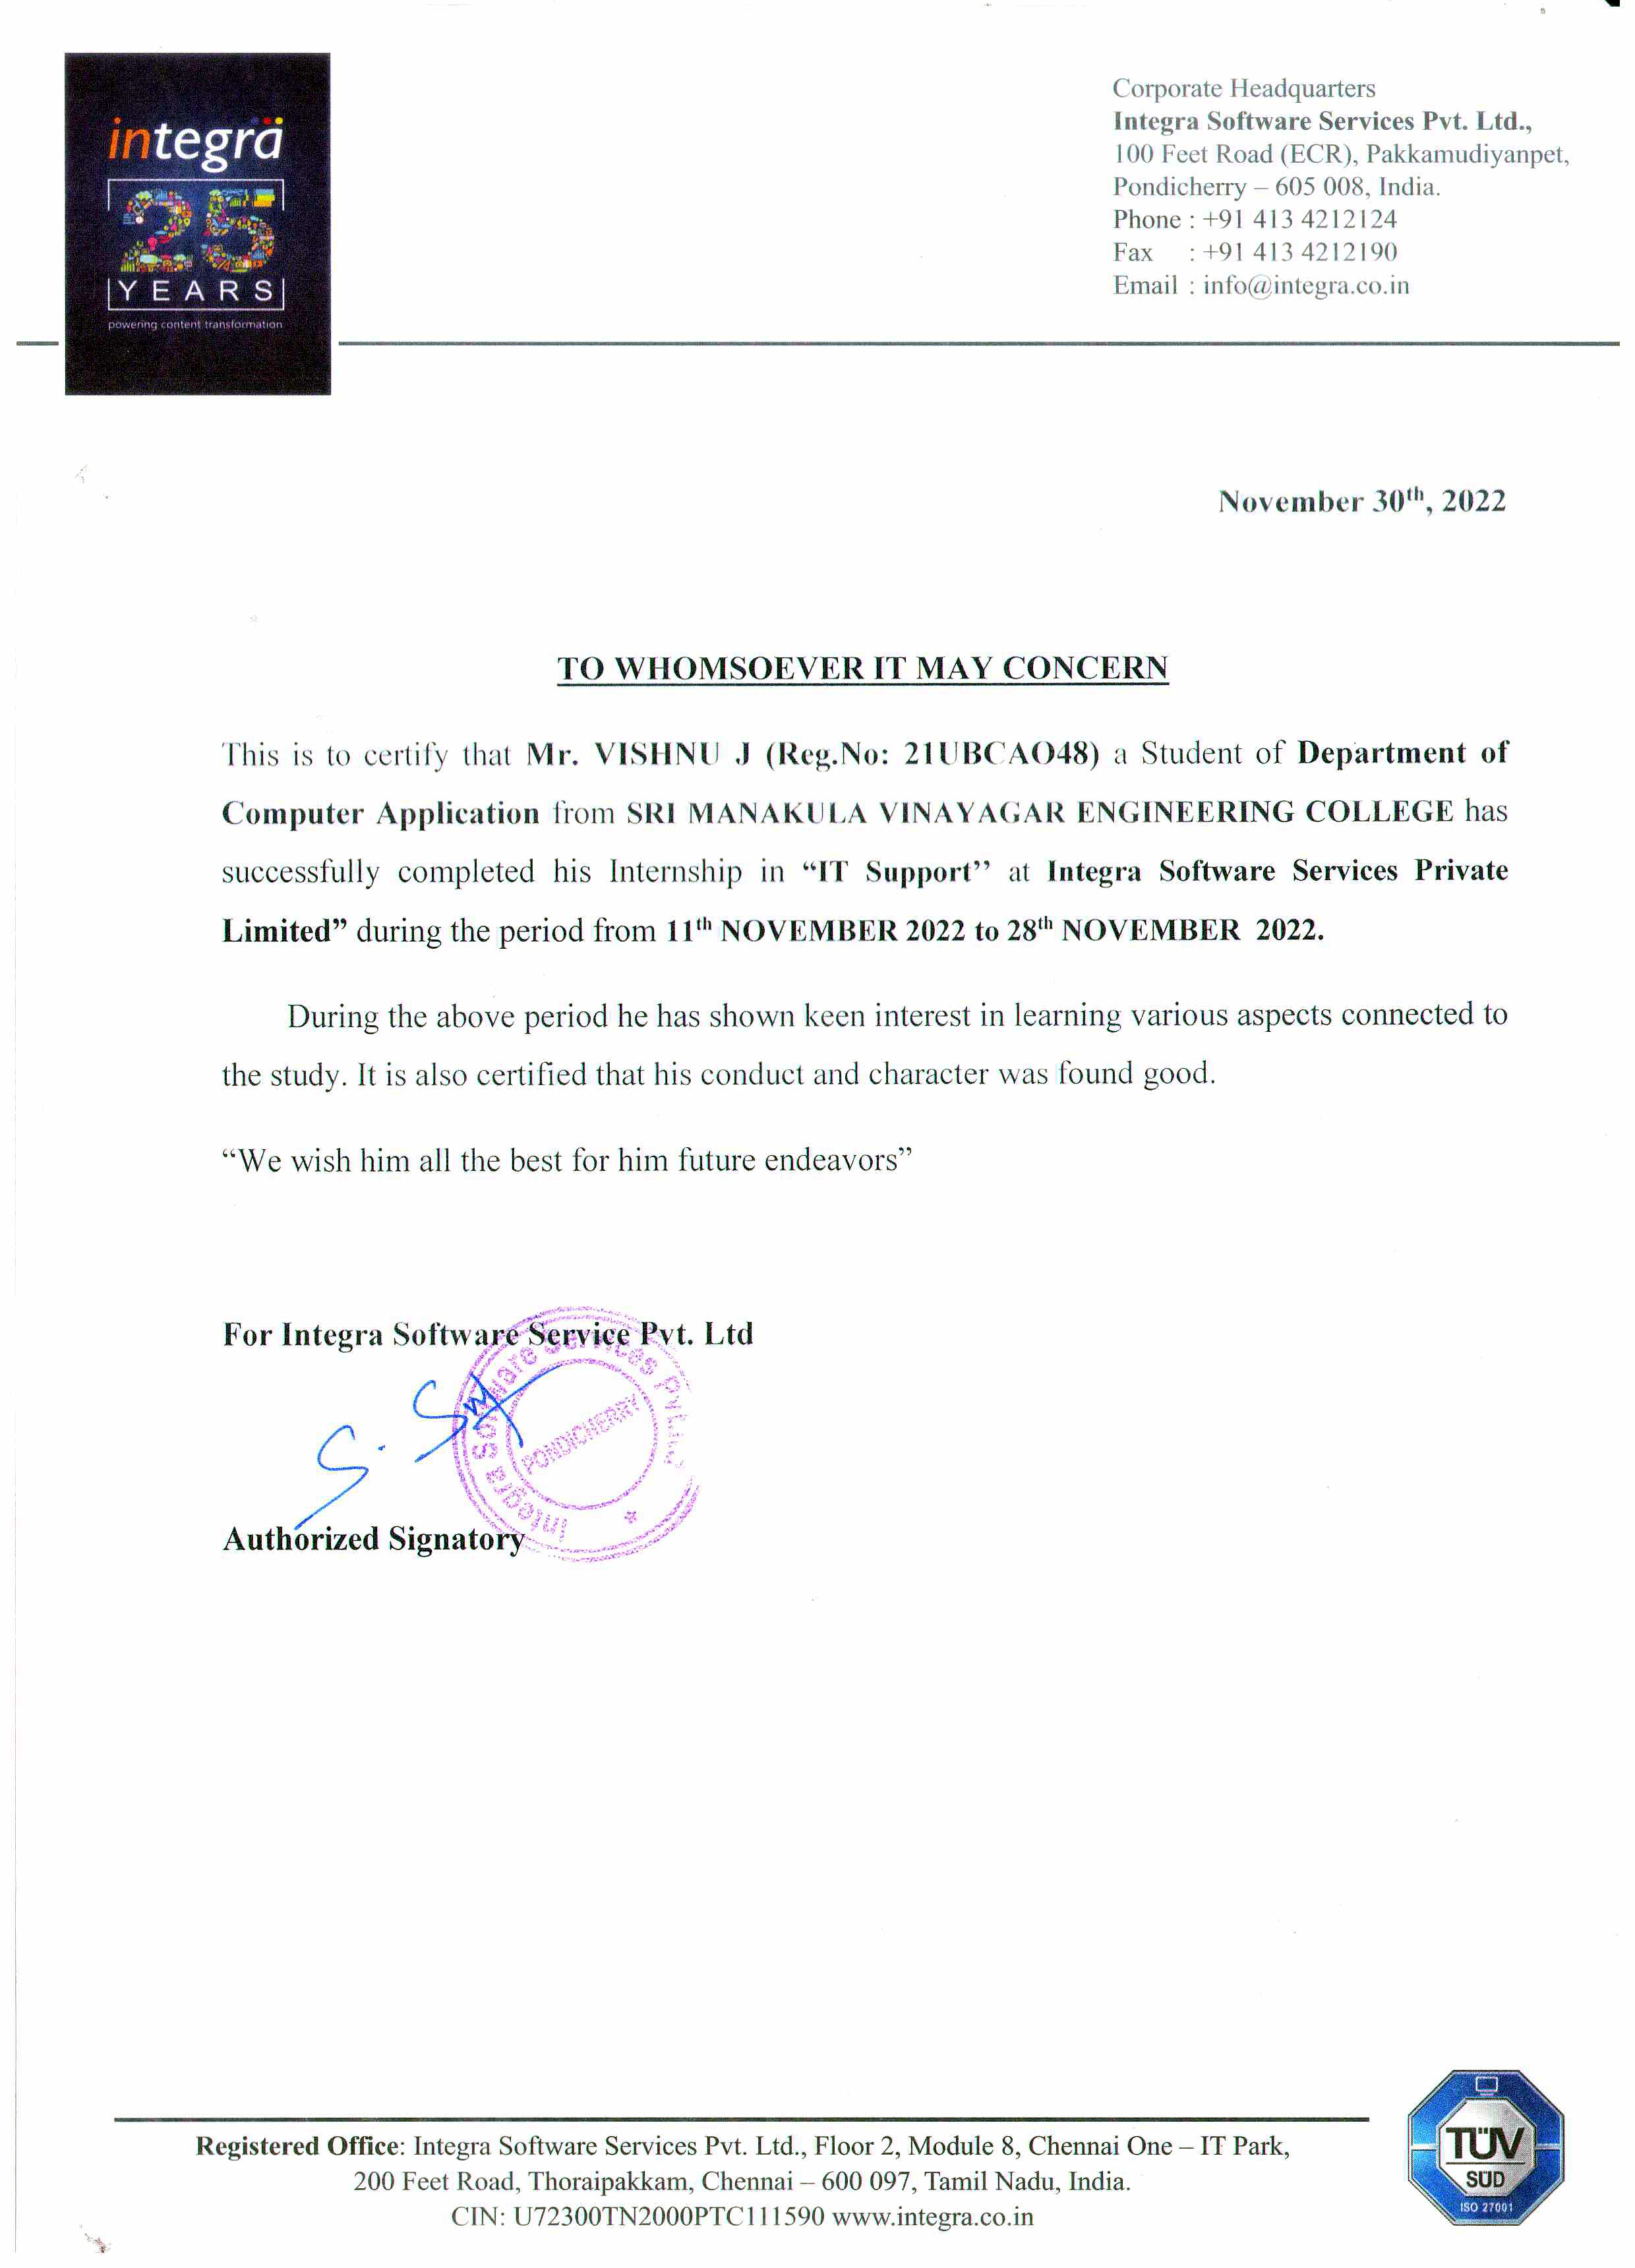 integra
25
YEARS
powering content transformation
Corporate Headquarters
Integra Software Services Pvt. Ltd.,
100 Feet Road (ECR), Pakkamudiyanpet,
Pondicherry – 605 008, India.
Phone : +91 413 4212124
Fax : +91 413 4212190
Email : info@integra.co.in
November 30th, 2022
TO WHOMSOEVER IT MAY CONCERN
This is to certify that Mr. VISHNU J (Reg.No: 21UBCAO48) a Student of Department of
Computer Application from SRI MANAKULA VINAYAGAR ENGINEERING COLLEGE has
successfully completed his Internship in “IT Support” at Integra Software Services Private
Limited” during the period from 11th NOVEMBER 2022 to 28th NOVEMBER 2022.
During the above period he has shown keen interest in learning various aspects connected to
the study. It is also certified that his conduct and character was found good.
“We wish him all the best for him future endeavors”
For Integra Software Service Pvt. Ltd
Integra Software Services Pvt.Ltd
PONDICHERRY
Authorized Signatory
Registered Office: Integra Software Services Pvt. Ltd., Floor 2, Module 8, Chennai One – IT Park,
200 Feet Road, Thoraipakkam, Chennai – 600 097, Tamil Nadu, India.
CIN: U72300TN2000PTC111590 www.integra.co.in
TÜV
SÜD
ISO 27001